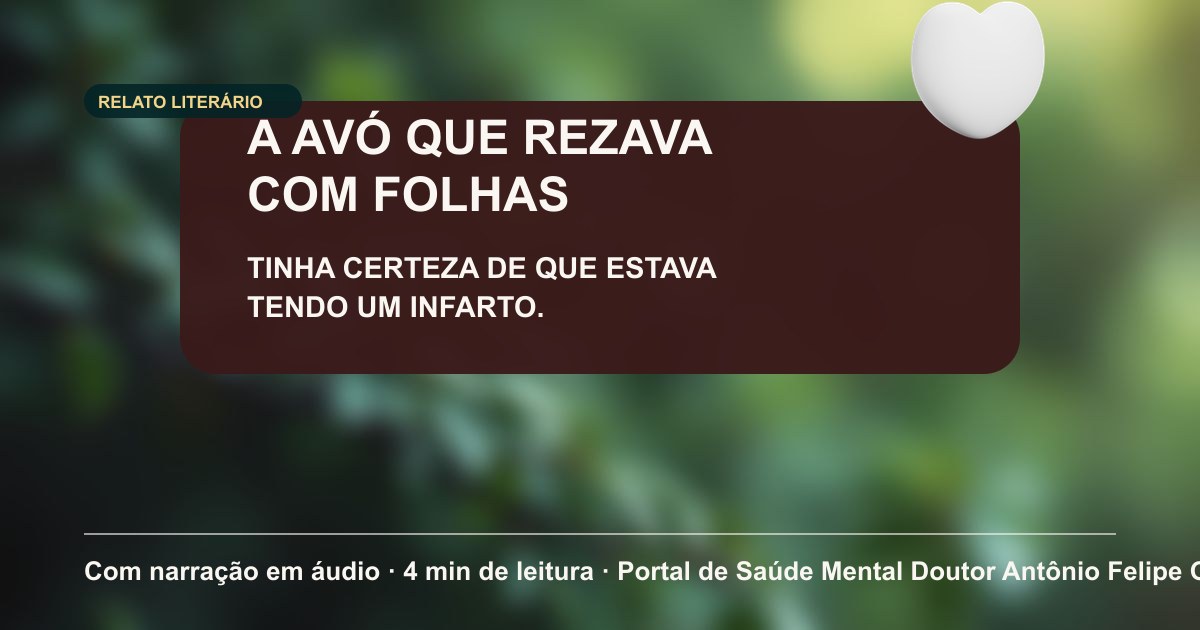 RELATO LITERÁRIO
A AVÓ QUE REZAVA
COM FOLHAS
TINHA CERTEZA DE QUE ESTAVA
TENDO UM INFARTO.
Com narração em áudio · 4 min de leitura · Portal de Saúde Mental Doutor Antônio Felipe